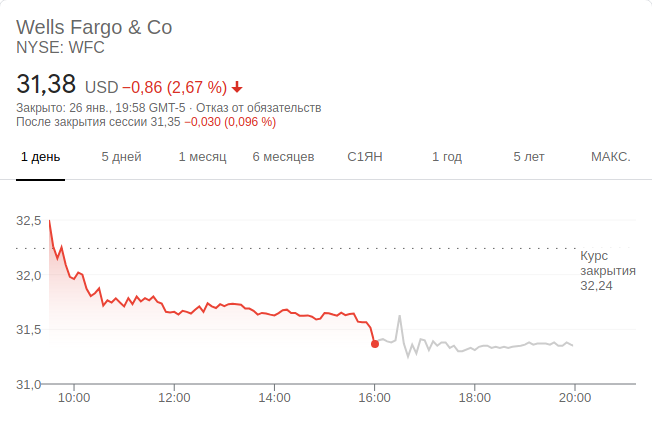 Wells Fargo & Co
NYSE: WFC
31,38 USD −0,86 (2,67 %)
Закрыто: 26 янв., 19:58 GMT-5 · Отказ от обязательств
После закрытия сессии 31,35 −0,030 (0,096 %)
1 день 5 дней 1 месяц 6 месяцев С1ЯН 1 год 5 лет МАКС.
32,5
Курс
закрытия
32,24
32,0
31,5
31,0
10:00 12:00 14:00 16:00 18:00 20:00